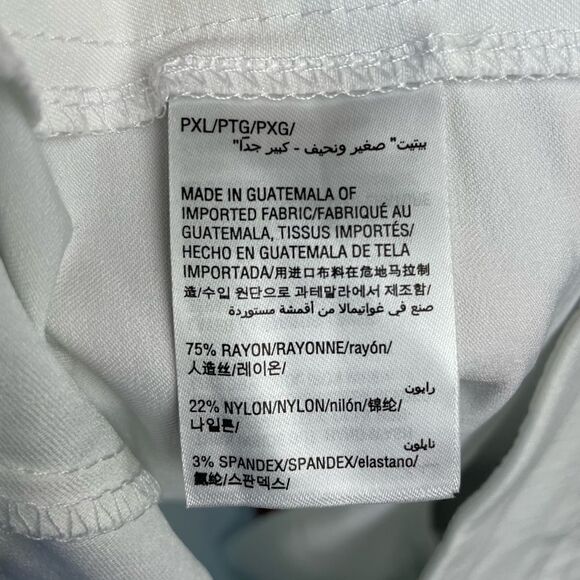 PXL/PTG/PXG/
بيتيت" صغير ونحيف - كبير جدًا"
MADE IN GUATEMALA OF
IMPORTED FABRIC/FABRIQUÉ AU
GUATEMALA, TISSUS IMPORTÉS/
HECHO EN GUATEMALA DE TELA
IMPORTADA/用进口布料在危地马拉制
造/수입 원단으로 과테말라에서 제조함/
صنع في غواتيمالا من أقمشة مستوردة
75% RAYON/RAYONNE/rayón/
人造丝/레이온/
رايون
22% NYLON/NYLON/nilón/锦纶/
나일론/
نايلون
3% SPANDEX/SPANDEX/elastano/
氨纶/스판덱스/